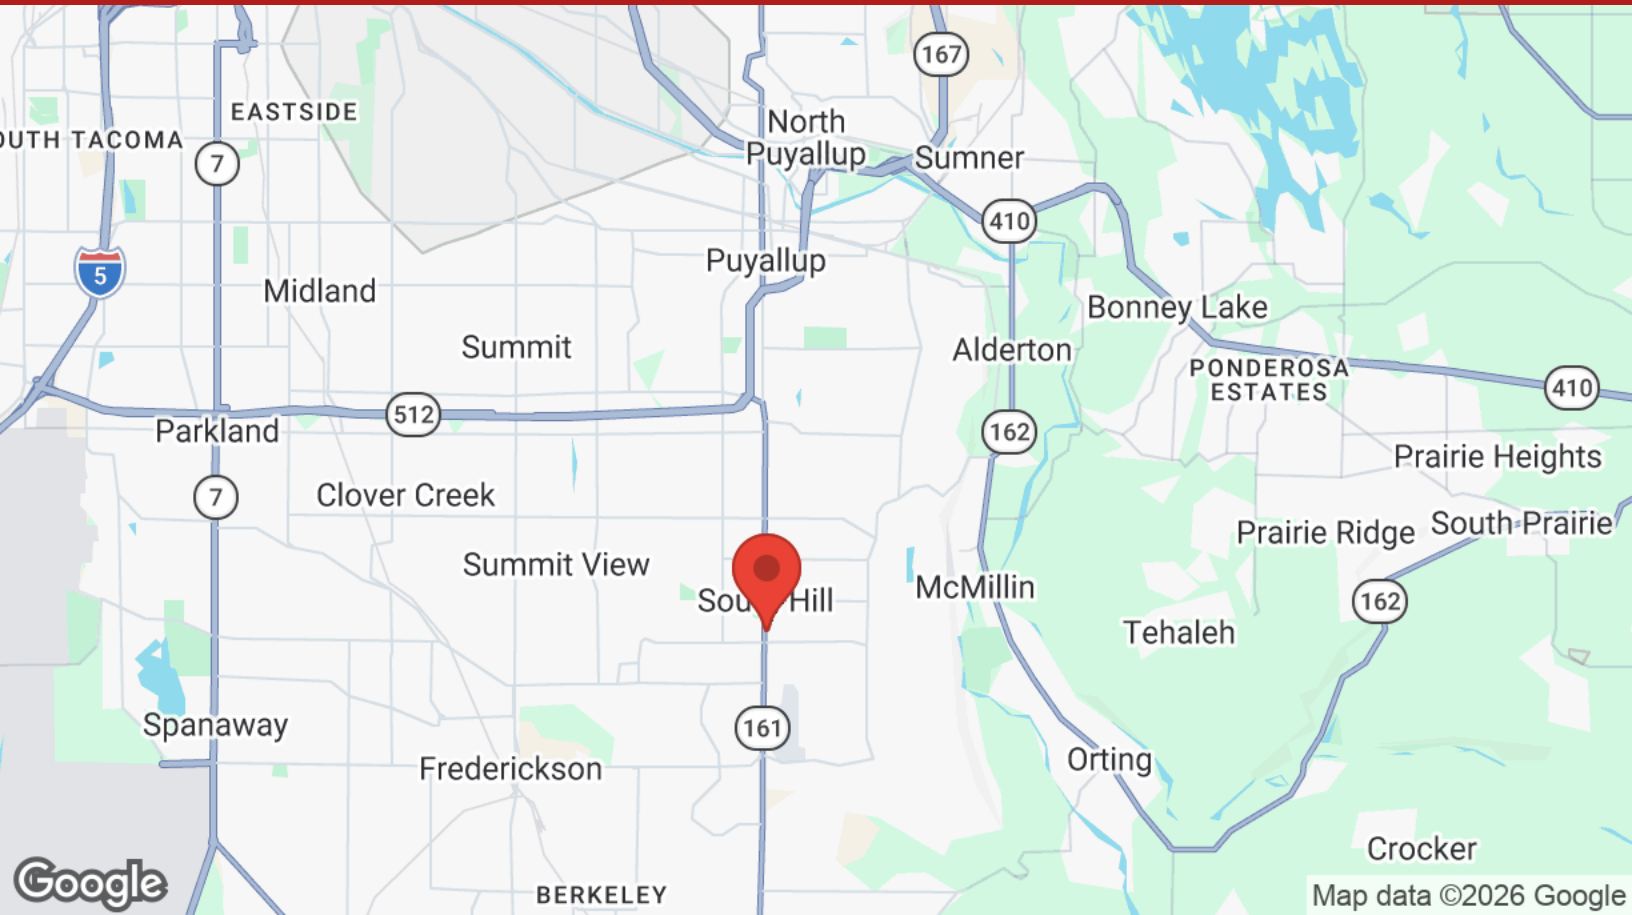 167
EASTSIDE
North
Puyallup
OUTH TACOMA
7
Sumner
410
Puyallup
5
Midland
Bonney Lake
Summit
Alderton
PONDEROSA
ESTATES
410
512
Parkland
162
Prairie Heights
7
Clover Creek
South Prairie
Prairie Ridge
Summit View
McMillin
South Hill
162
Tehaleh
Spanaway
161
Orting
Frederickson
Crocker
Google
BERKELEY
Map data ©2026 Google